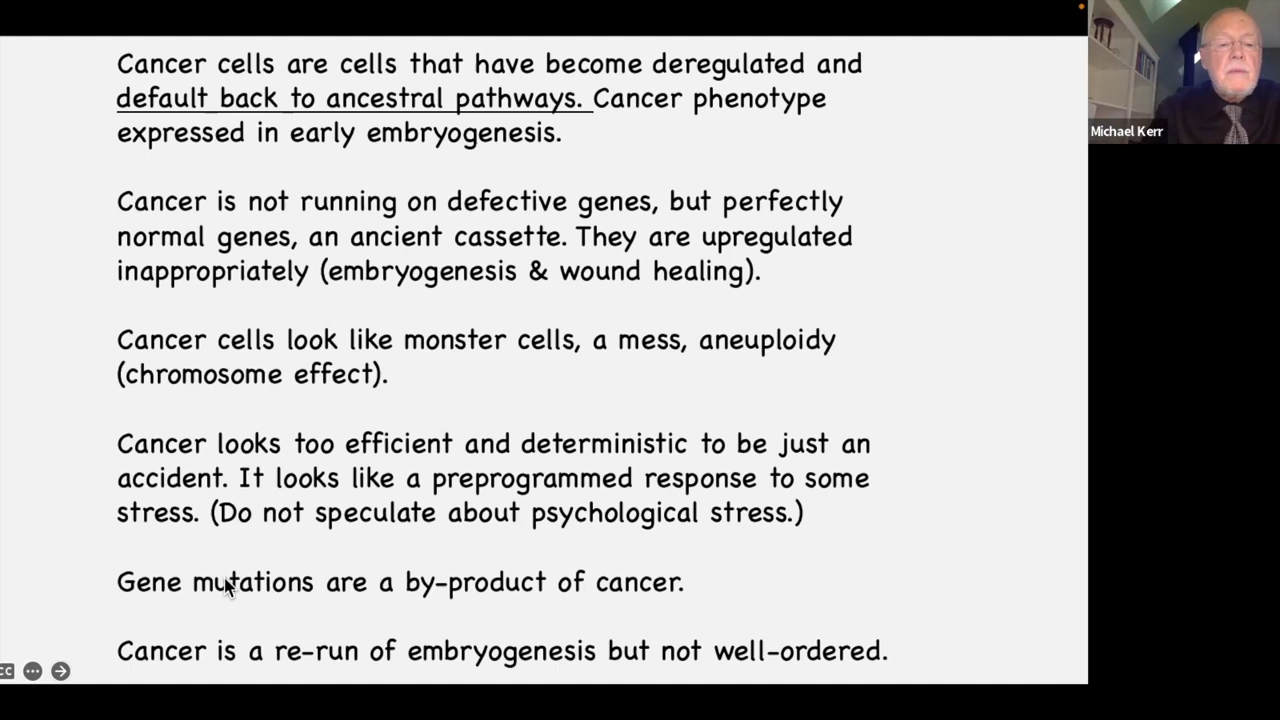 Cancer cells are cells that have become deregulated and
default back to ancestral pathways. Cancer phenotype
expressed in early embryogenesis.
Cancer is not running on defective genes, but perfectly
normal genes, an ancient cassette. They are upregulated
inappropriately (embryogenesis & wound healing).
Cancer cells look like monster cells, a mess, aneuploidy
(chromosome effect).
Cancer looks too efficient and deterministic to be just an
accident. It looks like a preprogrammed response to some
stress. (Do not speculate about psychological stress.)
Gene mutations are a by-product of cancer.
Cancer is a re-run of embryogenesis but not well-ordered.
CC
Michael Kerr